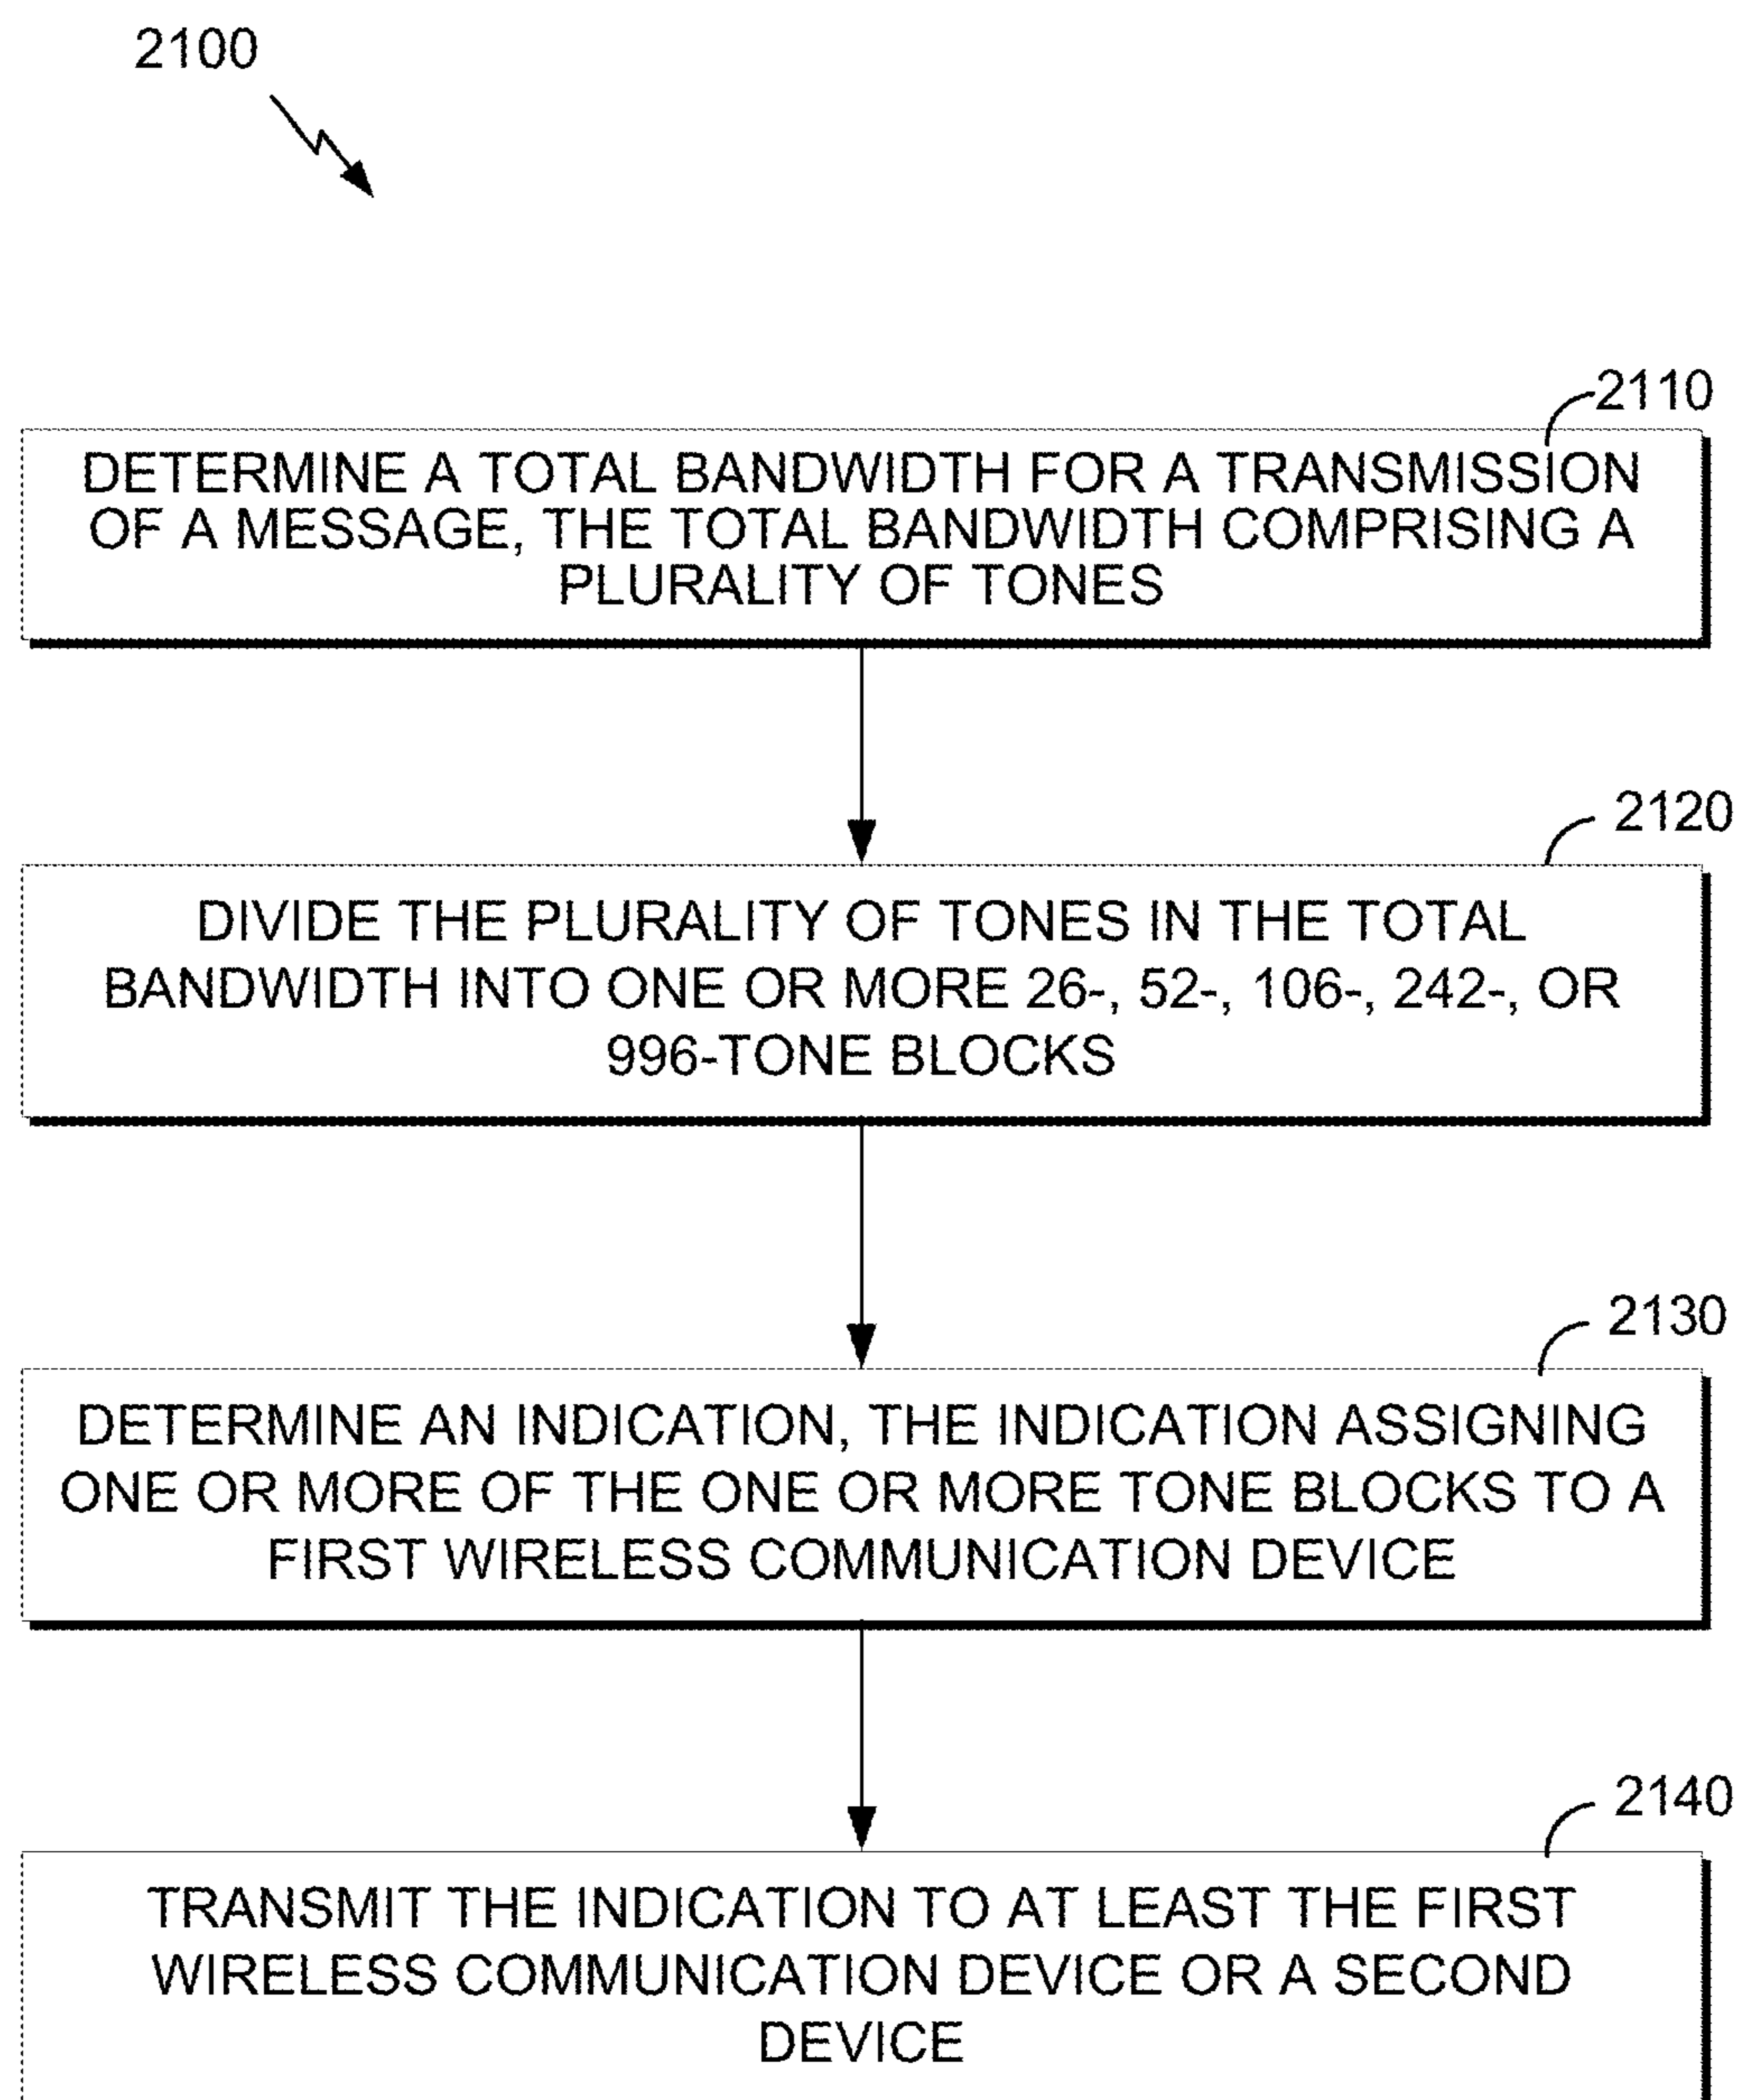 2100
2110
DETERMINE A TOTAL BANDWIDTH FOR A TRANSMISSION
OF A MESSAGE, THE TOTAL BANDWIDTH COMPRISING A
PLURALITY OF TONES
2120
DIVIDE THE PLURALITY OF TONES IN THE TOTAL
BANDWIDTH INTO ONE OR MORE 26-, 52-, 106-, 242-, OR
996-TONE BLOCKS
2130
DETERMINE AN INDICATION, THE INDICATION ASSIGNING
ONE OR MORE OF THE ONE OR MORE TONE BLOCKS TO A
FIRST WIRELESS COMMUNICATION DEVICE
2140
TRANSMIT THE INDICATION TO AT LEAST THE FIRST
WIRELESS COMMUNICATION DEVICE OR A SECOND
DEVICE